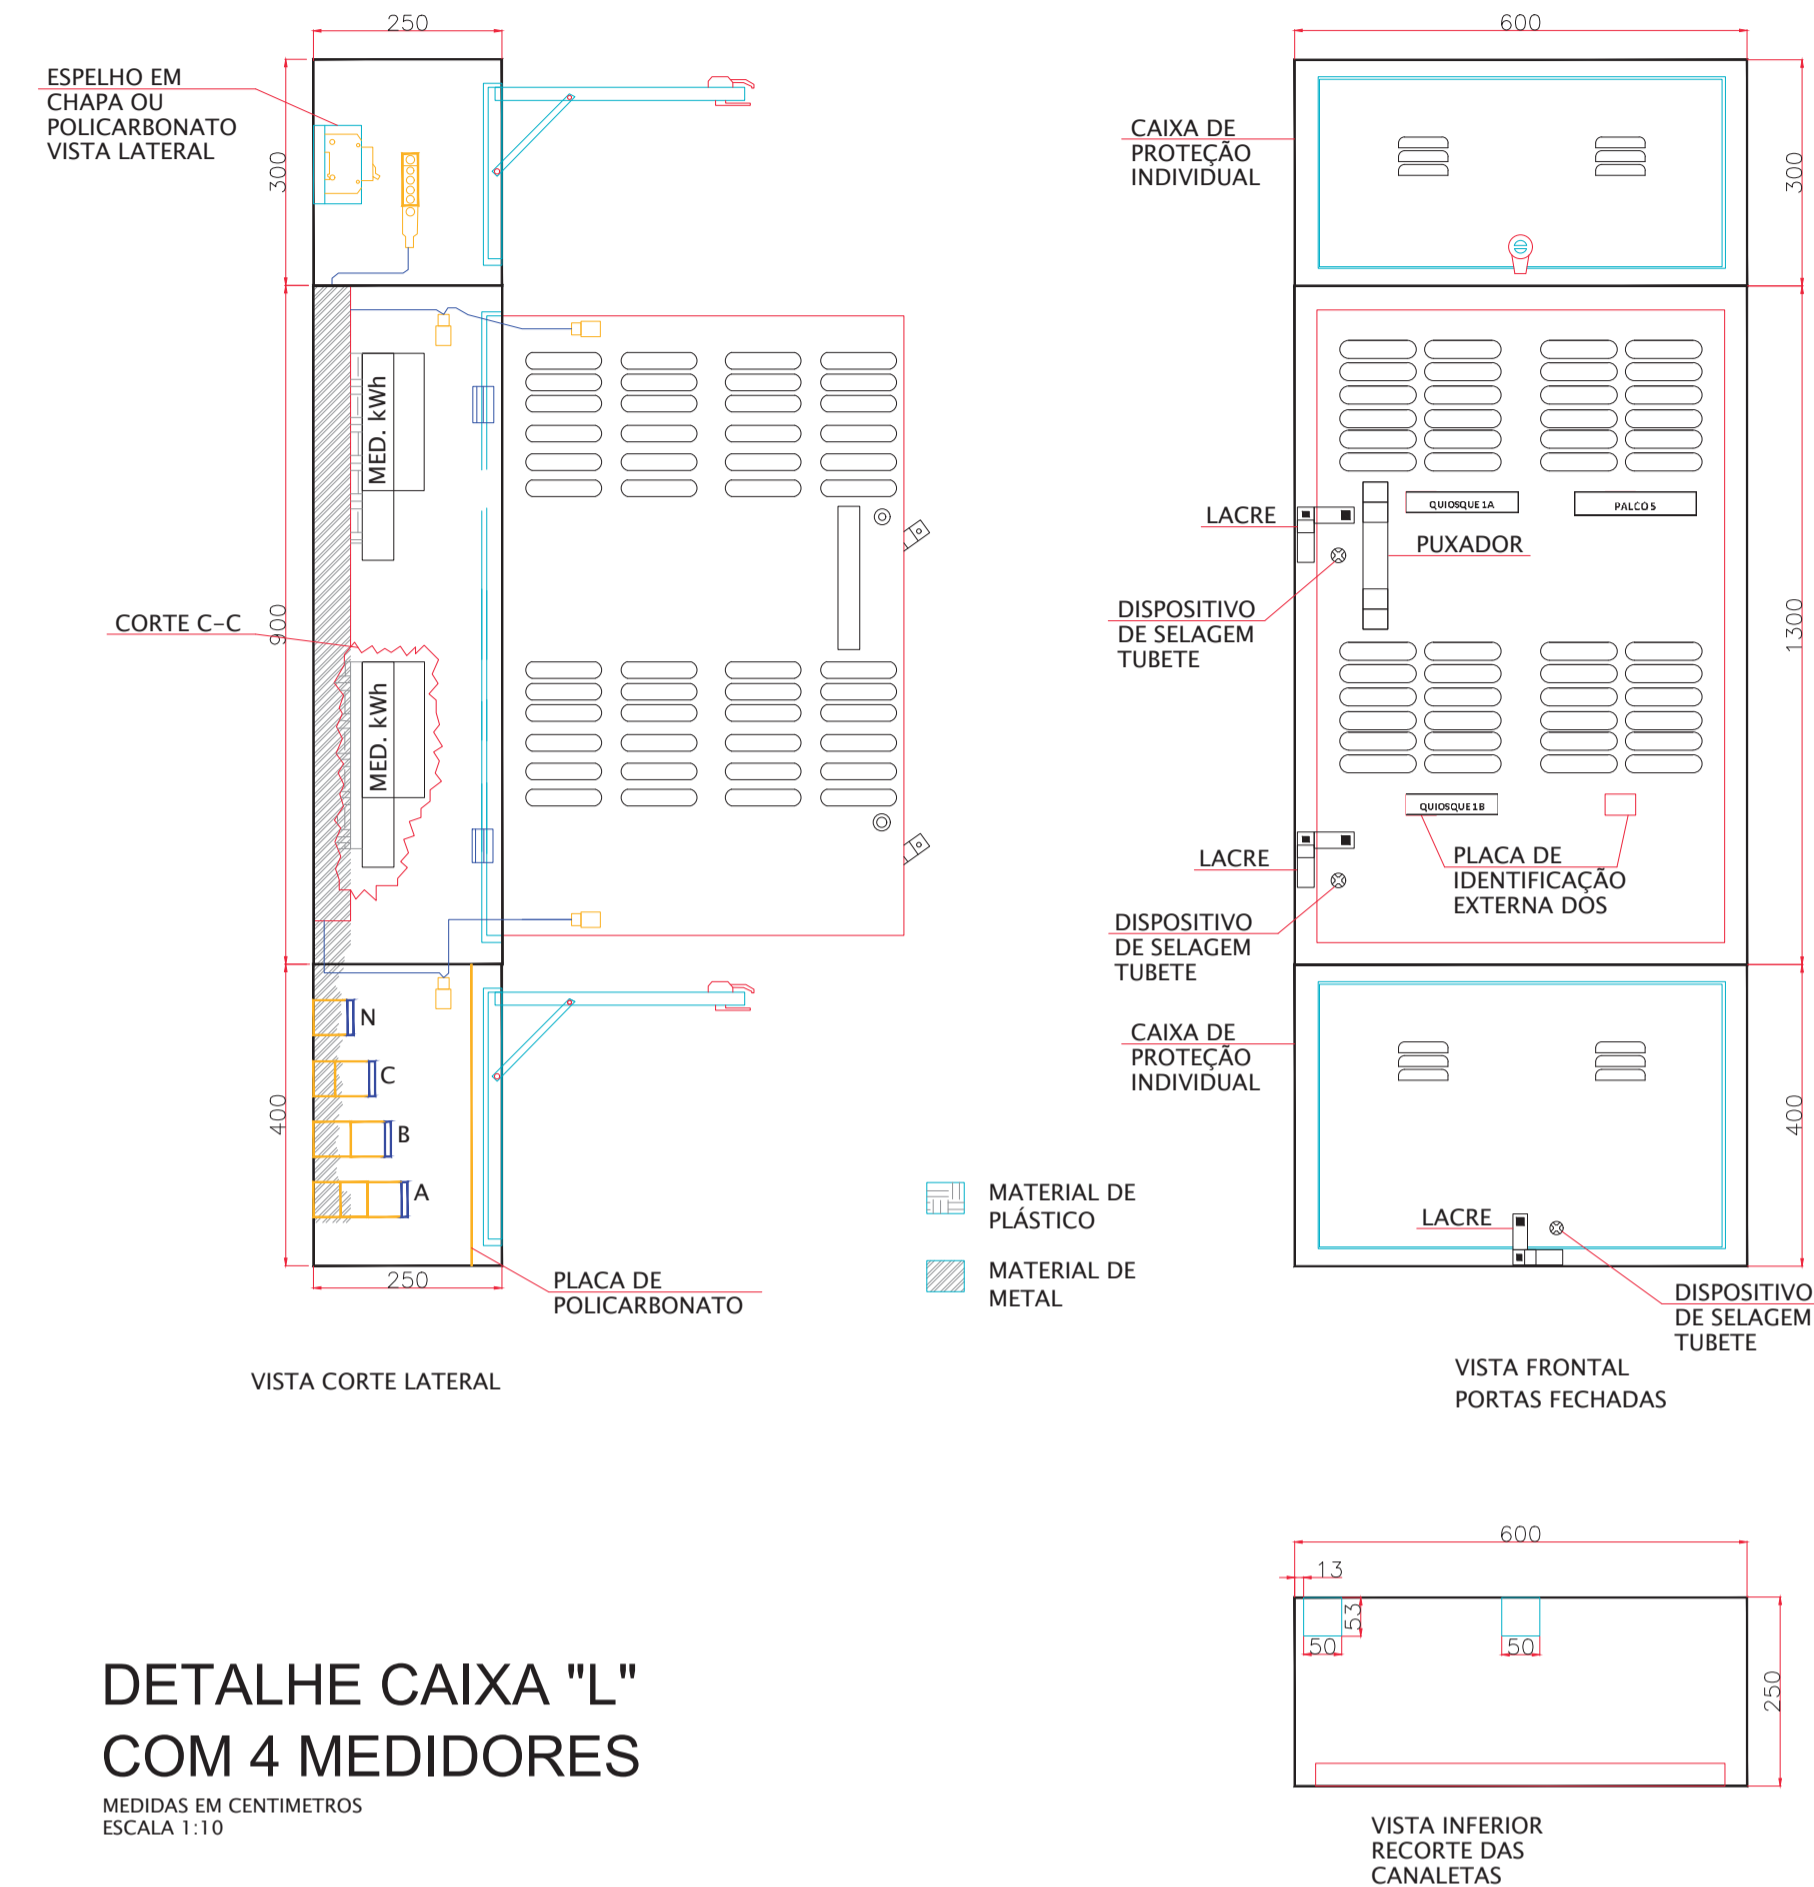 250
ESPELHO EM
CHAPA OU
POLICARBONATO
VISTA LATERAL
300
MED. kWh
CORTE C-C
900
MED. kWh
N
C
B
A
400
250
PLACA DE
POLICARBONATO
VISTA CORTE LATERAL
MATERIAL DE
PLÁSTICO
MATERIAL DE
METAL
600
CAIXA DE
PROTEÇÃO
INDIVIDUAL
300
LACRE
QUIOSQUE 1A
PALCO 5
PUXADOR
DISPOSITIVO
DE SELAGEM
TUBETE
1300
QUIOSQUE 1B
LACRE
PLACA DE
IDENTIFICAÇÃO
EXTERNA DOS
DISPOSITIVO
DE SELAGEM
TUBETE
CAIXA DE
PROTEÇÃO
INDIVIDUAL
400
LACRE
DISPOSITIVO
DE SELAGEM
TUBETE
VISTA FRONTAL
PORTAS FECHADAS
600
13
53
50
50
250
VISTA INFERIOR
RECORTE DAS
CANALETAS
DETALHE CAIXA "L"
COM 4 MEDIDORES
MEDIDAS EM CENTIMETROS
ESCALA 1:10